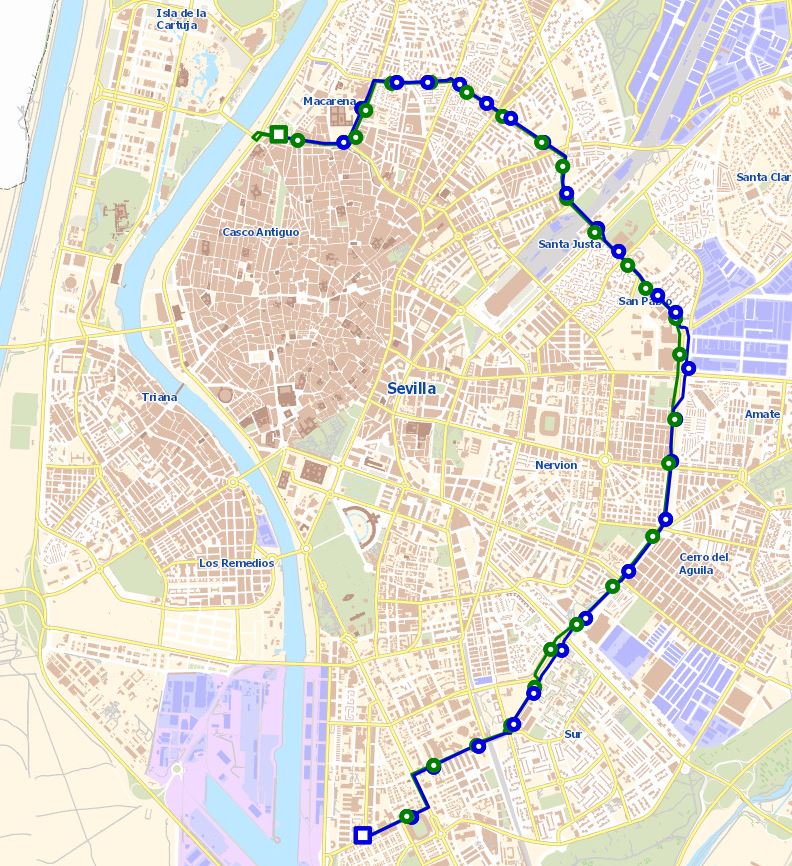 Isla de la
Cartuja
Macarena
Santa Clar
Casco Antiguo
Santa Justa
San Pablo
Sevilla
Triana
Amate
Nervion
Cerro del
Aguila
Los Remedios
Sur